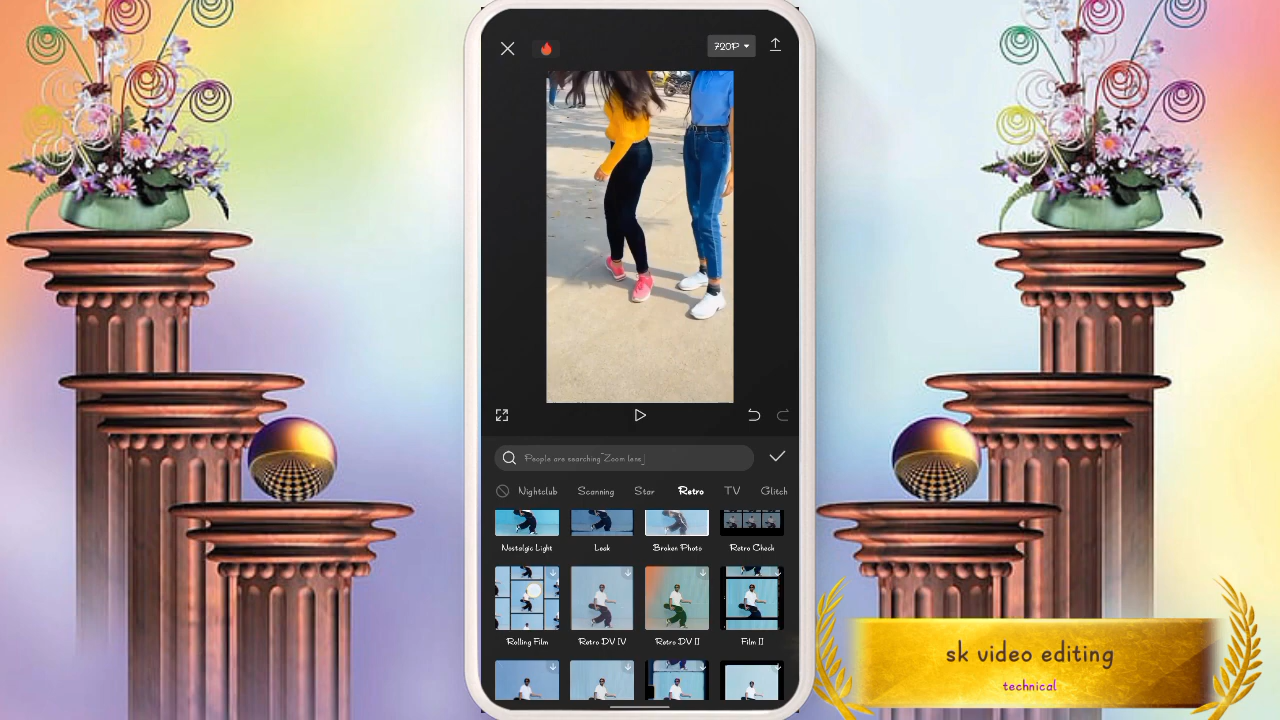 720P
People are searching"Zoom lens
Nightclub Scanning Star Retro TV Glitch
Nostalgic Light Leak Broken Photo Retro Check
Rolling Film Retro DV IV Retro DV II Film II
sk video editing
technical